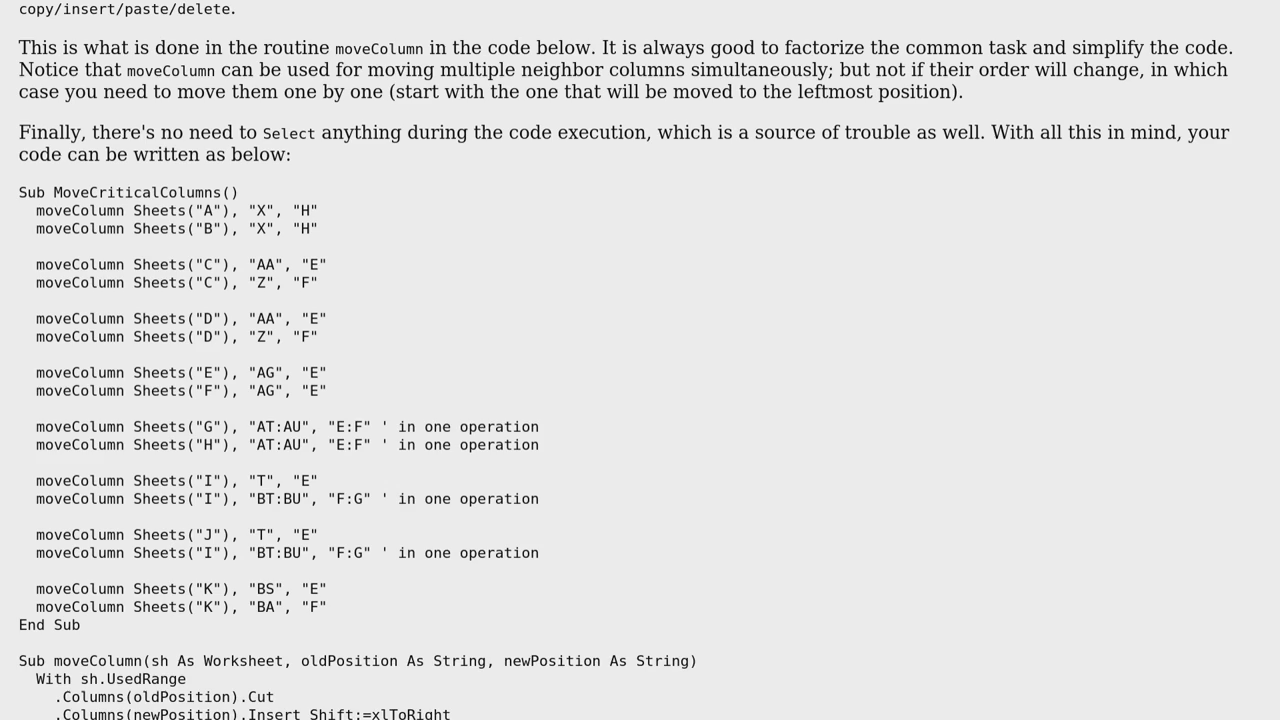 copy/insert/paste/delete.
This is what is done in the routine moveColumn in the code below. It is always good to factorize the common task and simplify the code.
Notice that moveColumn can be used for moving multiple neighbor columns simultaneously; but not if their order will change, in which
case you need to move them one by one (start with the one that will be moved to the leftmost position).
Finally, there's no need to Select anything during the code execution, which is a source of trouble as well. With all this in mind, your
code can be written as below:
Sub MoveCriticalColumns()
  moveColumn Sheets("A"), "X", "H"
  moveColumn Sheets("B"), "X", "H"
  moveColumn Sheets("C"), "AA", "E"
  moveColumn Sheets("C"), "Z", "F"
  moveColumn Sheets("D"), "AA", "E"
  moveColumn Sheets("D"), "Z", "F"
  moveColumn Sheets("E"), "AG", "E"
  moveColumn Sheets("F"), "AG", "E"
  moveColumn Sheets("G"), "AT:AU", "E:F" ' in one operation
  moveColumn Sheets("H"), "AT:AU", "E:F" ' in one operation
  moveColumn Sheets("I"), "T", "E"
  moveColumn Sheets("I"), "BT:BU", "F:G" ' in one operation
  moveColumn Sheets("J"), "T", "E"
  moveColumn Sheets("I"), "BT:BU", "F:G" ' in one operation
  moveColumn Sheets("K"), "BS", "E"
  moveColumn Sheets("K"), "BA", "F"
End Sub
Sub moveColumn(sh As Worksheet, oldPosition As String, newPosition As String)
  With sh.UsedRange
    .Columns(oldPosition).Cut
    .Columns(newPosition).Insert Shift:=xlToRight